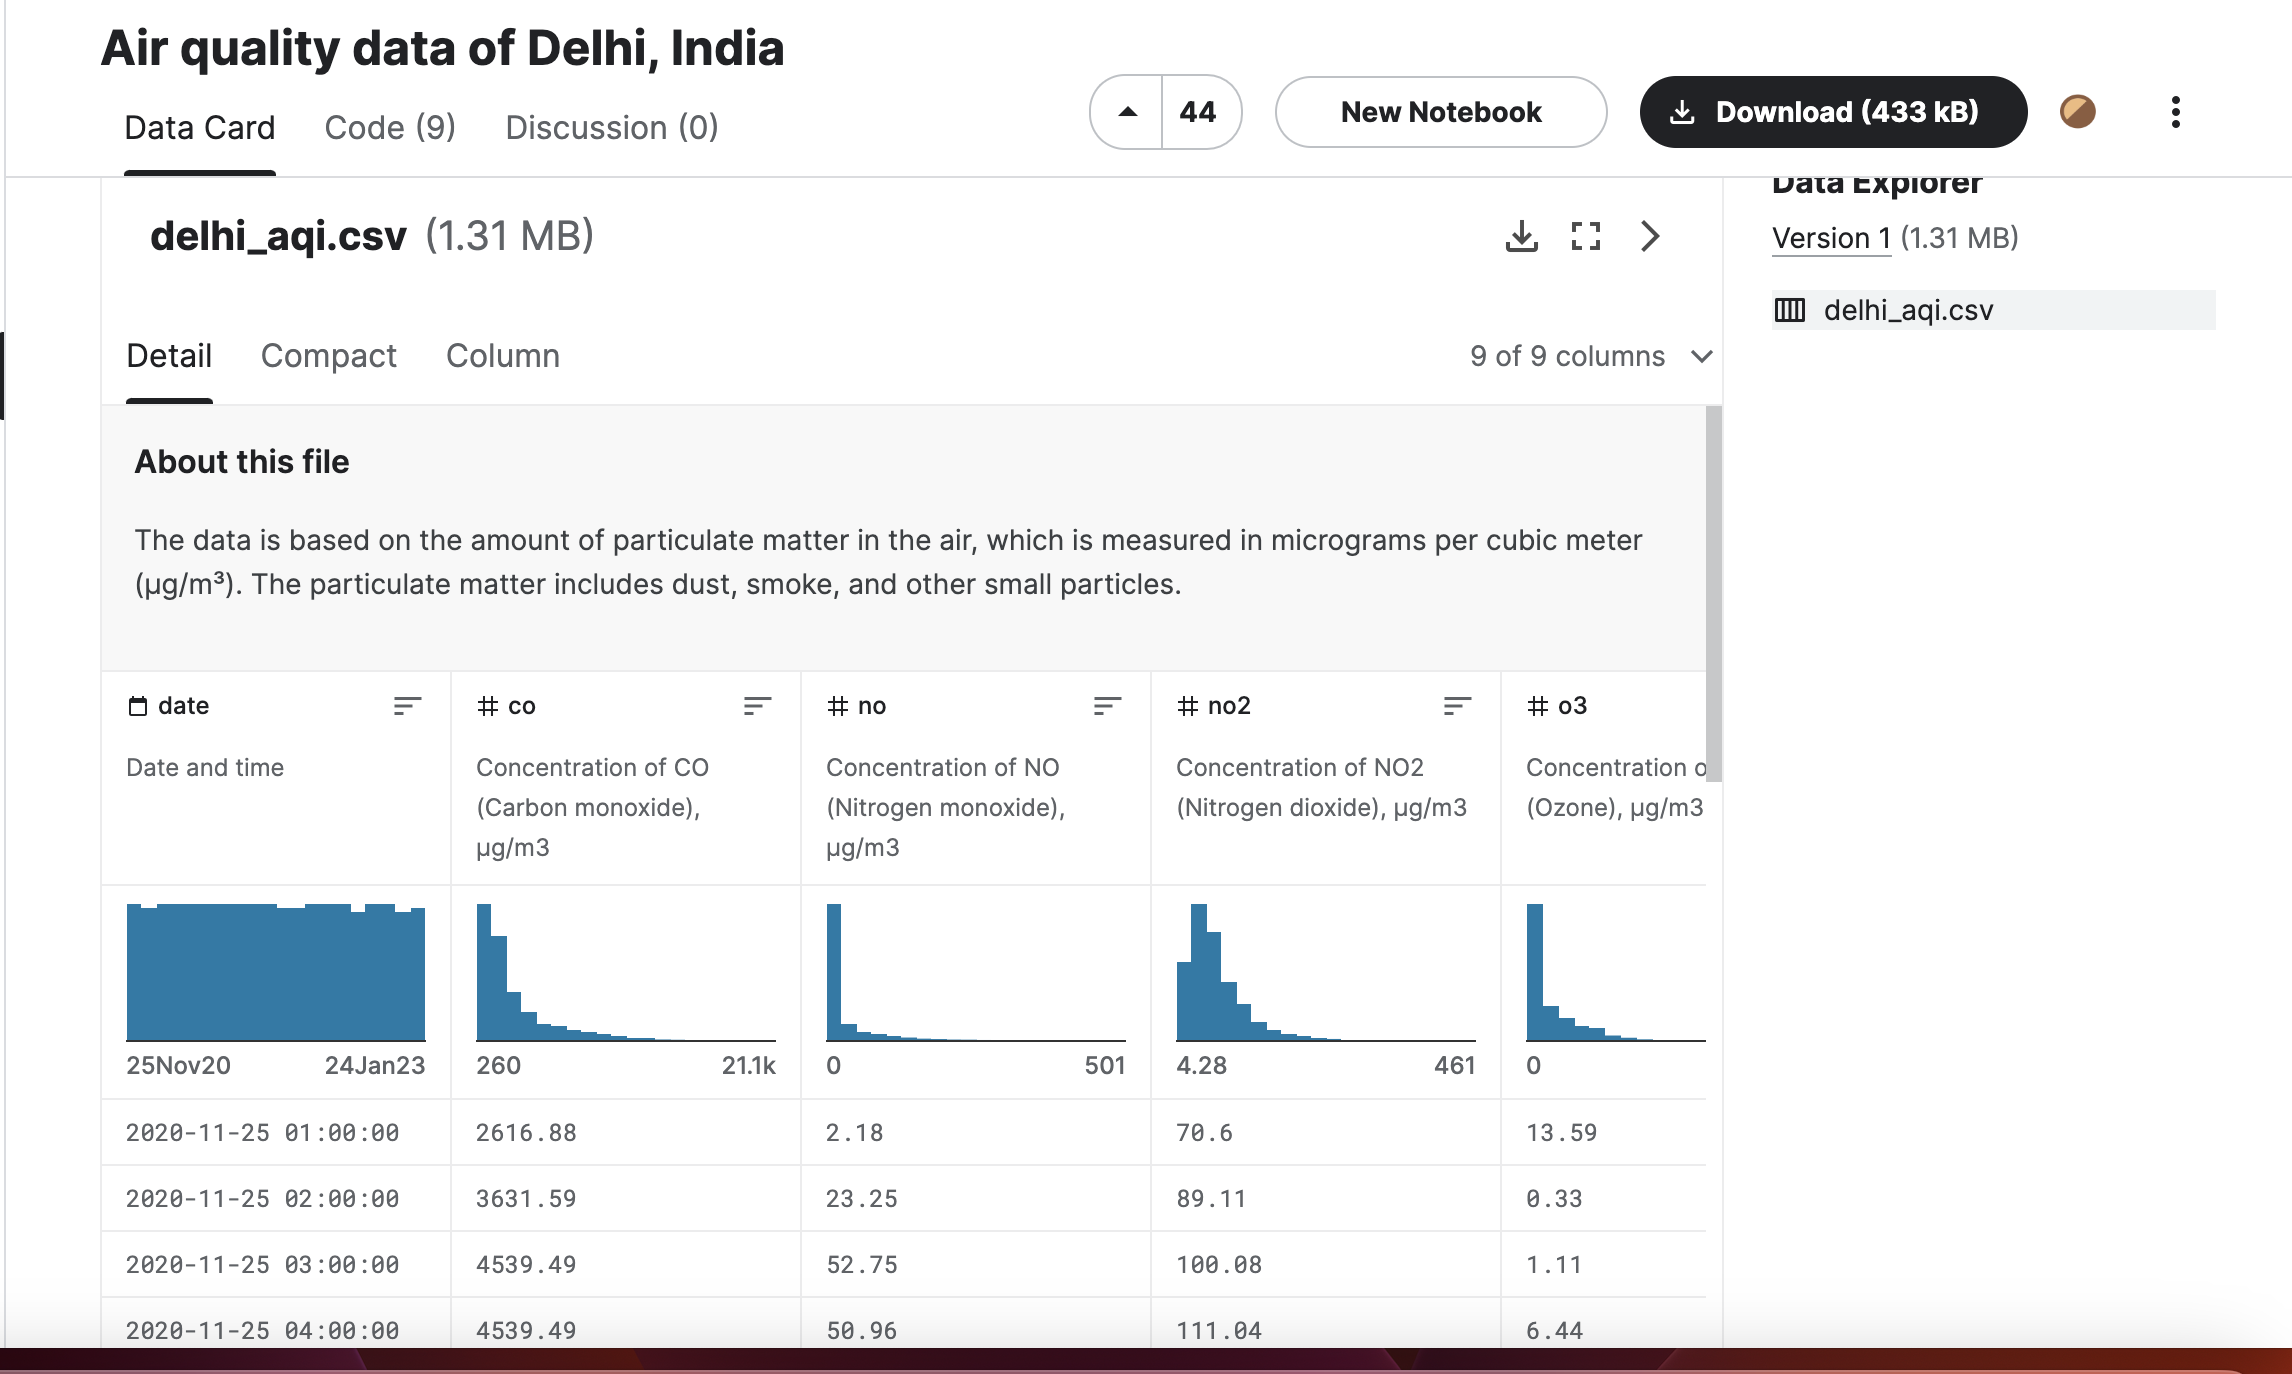 Air quality data of Delhi, India
Data Card Code (9) Discussion (0)
44 New Notebook Download (433 kB)
delhi_aqi.csv (1.31 MB)
Data Explorer
Version 1 (1.31 MB)
delhi_aqi.csv
Detail Compact Column 9 of 9 columns
About this file
The data is based on the amount of particulate matter in the air, which is measured in micrograms per cubic meter
(µg/m³). The particulate matter includes dust, smoke, and other small particles.
date # co # no # no2 # o3
Date and time
Concentration of CO
(Carbon monoxide),
µg/m3
Concentration of NO
(Nitrogen monoxide),
µg/m3
Concentration of NO2
(Nitrogen dioxide), µg/m3
Concentration o
(Ozone), µg/m3
25Nov20 24Jan23 260 21.1k 0 501 4.28 461 0
2020-11-25 01:00:00 2616.88 2.18 70.6 13.59
2020-11-25 02:00:00 3631.59 23.25 89.11 0.33
2020-11-25 03:00:00 4539.49 52.75 100.08 1.11
2020-11-25 04:00:00 4539.49 50.96 111.04 6.44